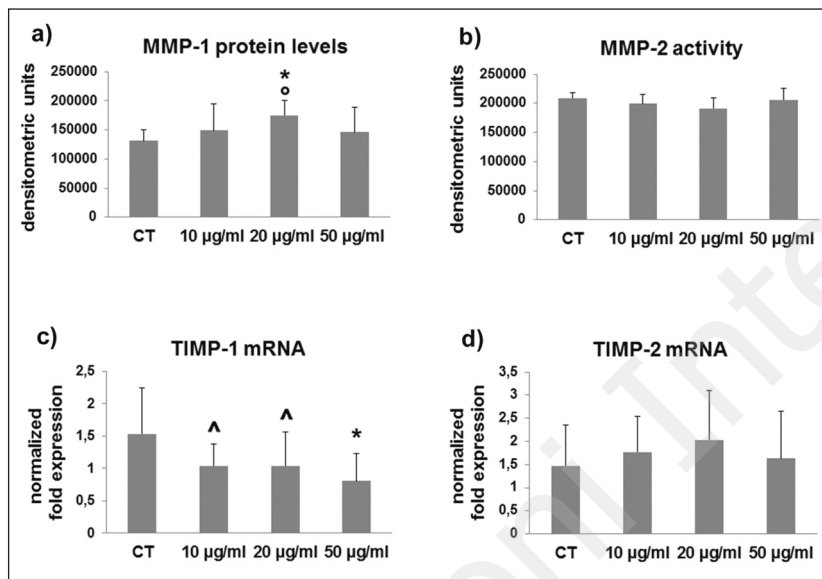 a)
MMP-1 protein levels
densitometric units
250000
200000
150000
100000
50000
0
*
°
CT 10 µg/ml 20 µg/ml 50 µg/ml
b)
MMP-2 activity
densitometric units
250000
200000
150000
100000
50000
0
CT 10 µg/ml 20 µg/ml 50 µg/ml
c)
TIMP-1 mRNA
normalized
fold expression
2,5
2
1,5
1
0,5
0
^ ^ *
CT 10 µg/ml 20 µg/ml 50 µg/ml
d)
TIMP-2 mRNA
normalized
fold expression
3,5
3
2,5
2
1,5
1
0,5
0
CT 10 µg/ml 20 µg/ml 50 µg/ml